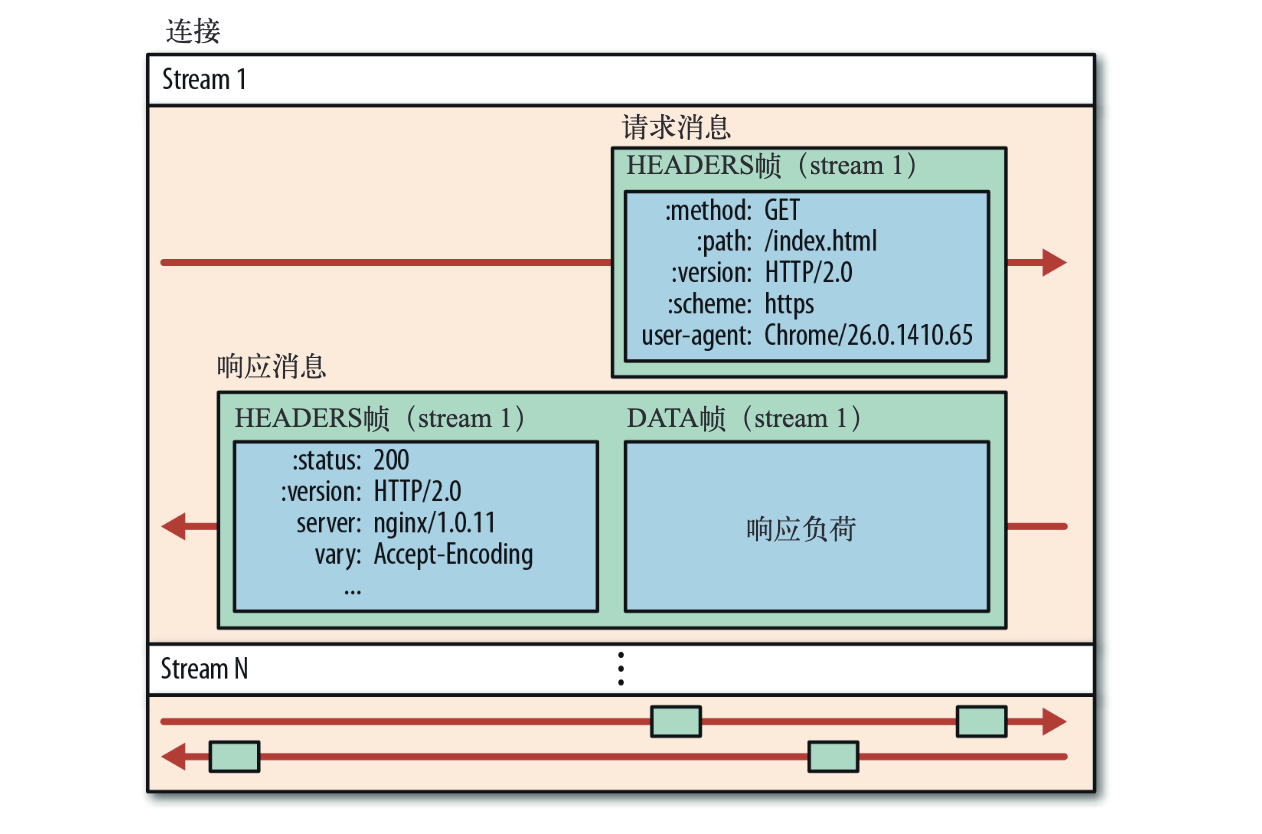 连接
Stream 1
请求消息
HEADERS帧（stream 1）
:method: GET
:path: /index.html
:version: HTTP/2.0
:scheme: https
user-agent: Chrome/26.0.1410.65
响应消息
HEADERS帧（stream 1）
:status: 200
:version: HTTP/2.0
server: nginx/1.0.11
vary: Accept-Encoding
...
DATA帧（stream 1）
响应负荷
Stream N